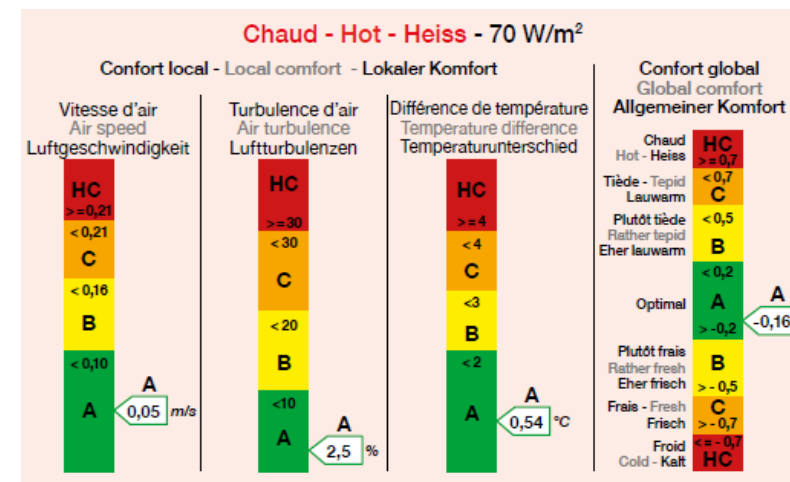 Chaud - Hot - Heiss - 70 W/m²
Confort local - Local comfort - Lokaler Komfort
Vitesse d'air
Air speed
Luftgeschwindigkeit
HC
>=0,21
< 0,21
C
< 0,16
B
< 0,10
A
A
0,05 m/s
Turbulence d'air
Air turbulence
Luftturbulenzen
HC
>=30
<30
C
<20
B
<10
A
A
2,5 %
Différence de température
Temperature difference
Temperaturunterschied
HC
>=4
<4
C
<3
B
<2
A
A
0,54 °C
Confort global
Global comfort
Allgemeiner Komfort
Chaud
Hot - Heiss
HC
>=0,7
Tiède - Tepid
Lauwarm
<0,7
C
Plutôt tiède
Rather tepid
Eher lauwarm
<0,5
B
<0,2
Optimal
A
>-0,2
A
-0,16
Plutôt frais
Rather fresh
Eher frisch
B
>-0,5
Frais - Fresh
Frisch
C
>-0,7
Froid
Cold - Kalt
<=-0,7
HC